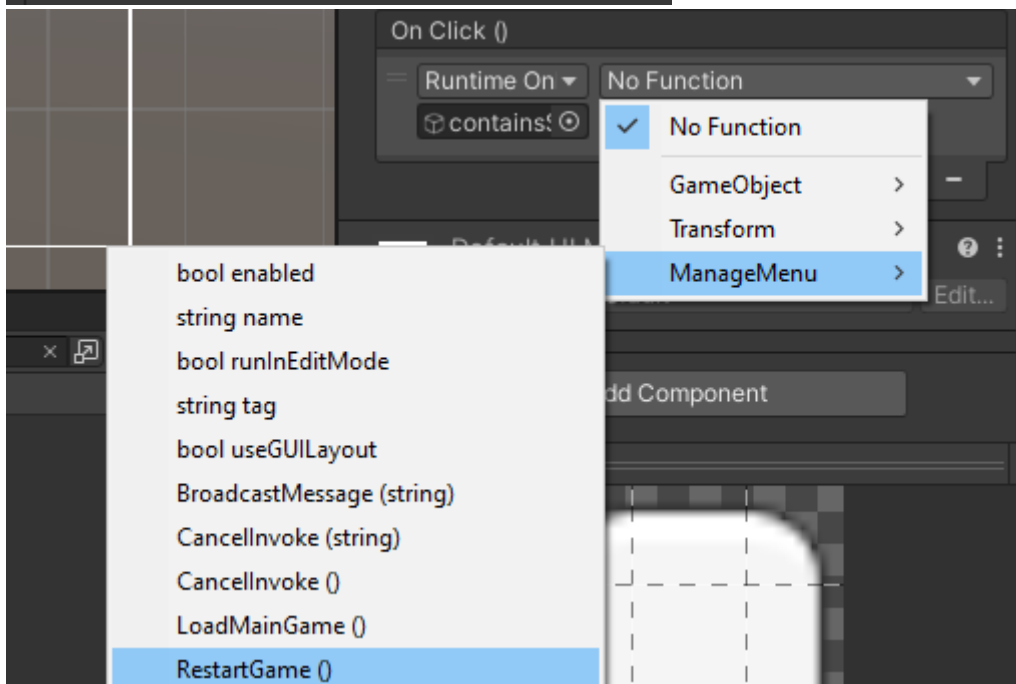 On Click ()
Runtime On
No Function
contains
No Function
GameObject
Transform
ManageMenu
Edit...
bool enabled
string name
bool runInEditMode
string tag
dd Component
bool useGUILayout
BroadcastMessage (string)
CancelInvoke (string)
CancelInvoke ()
LoadMainGame ()
RestartGame ()